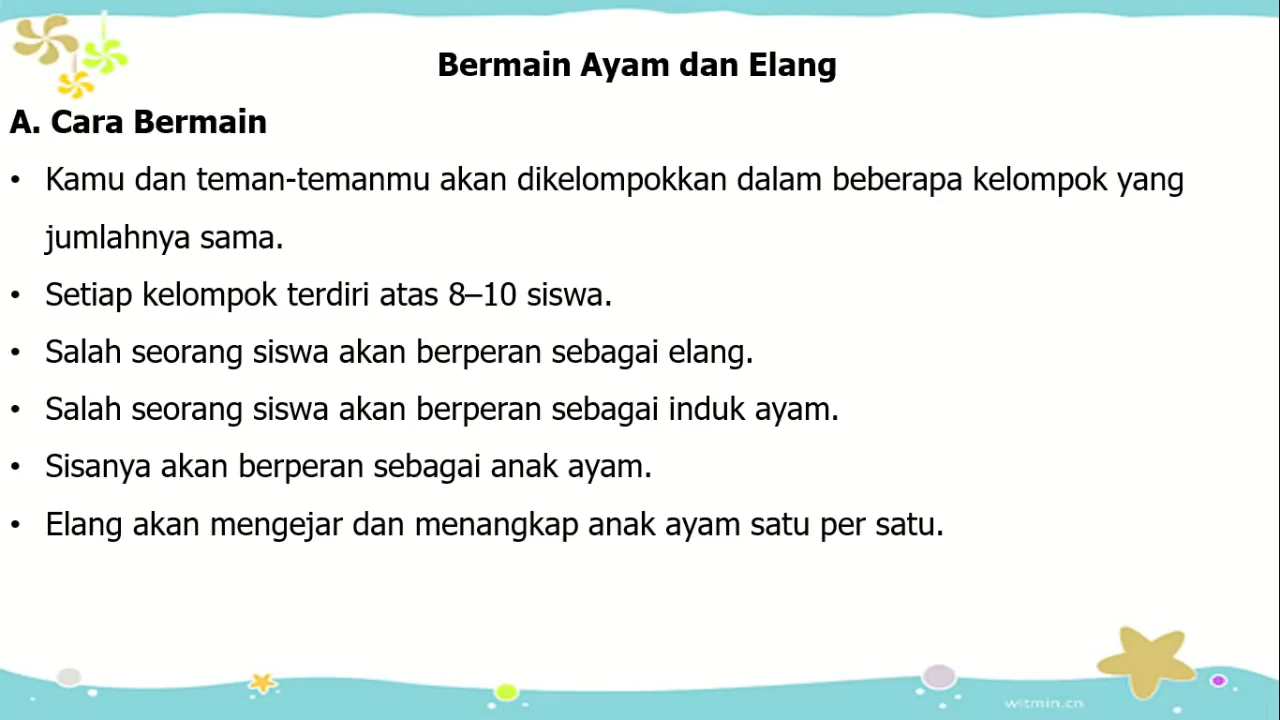 Bermain Ayam dan Elang
A. Cara Bermain
• Kamu dan teman-temanmu akan dikelompokkan dalam beberapa kelompok yang
jumlahnya sama.
• Setiap kelompok terdiri atas 8–10 siswa.
• Salah seorang siswa akan berperan sebagai elang.
• Salah seorang siswa akan berperan sebagai induk ayam.
• Sisanya akan berperan sebagai anak ayam.
• Elang akan mengejar dan menangkap anak ayam satu per satu.
witmin.cn